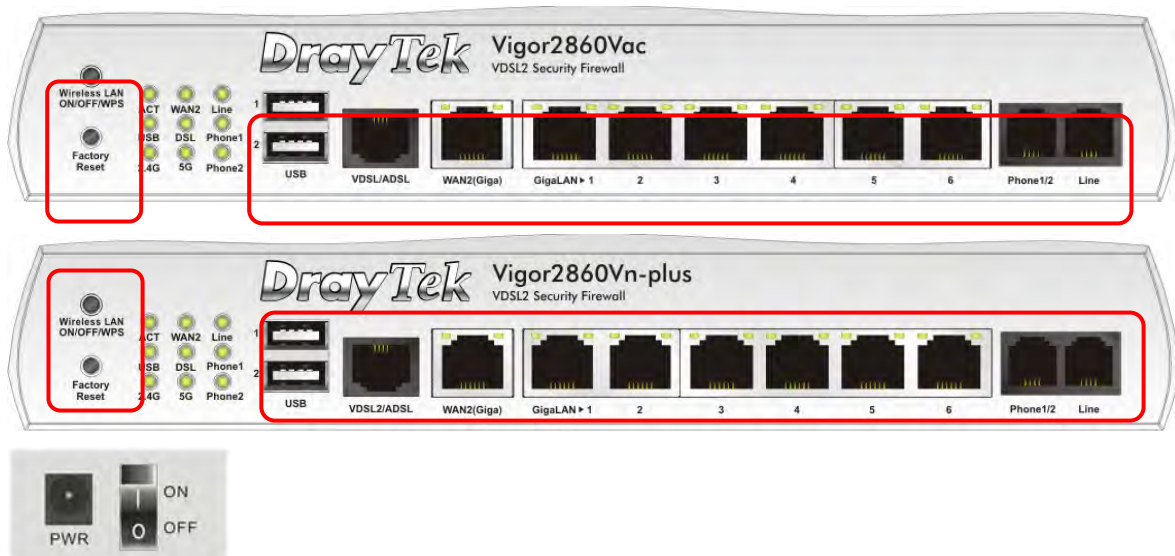 DrayTek Vigor2860Vac
VDSL2 Security Firewall
Wireless LAN
ON/OFF/WPS
ACT WAN2 Line
USB DSL Phone1
2.4G 5G Phone2
Factory
Reset
1
2
USB
VDSL/ADSL WAN2(Giga) GigaLAN ▸ 1 2 3 4 5 6 Phone1/2 Line
DrayTek Vigor2860Vn-plus
VDSL2 Security Firewall
Wireless LAN
ON/OFF/WPS
ACT WAN2 Line
USB DSL Phone1
2.4G 5G Phone2
Factory
Reset
1
2
USB
VDSL2/ADSL WAN2(Giga) GigaLAN ▸ 1 2 3 4 5 6 Phone1/2 Line
PWR
ON
OFF
I
0